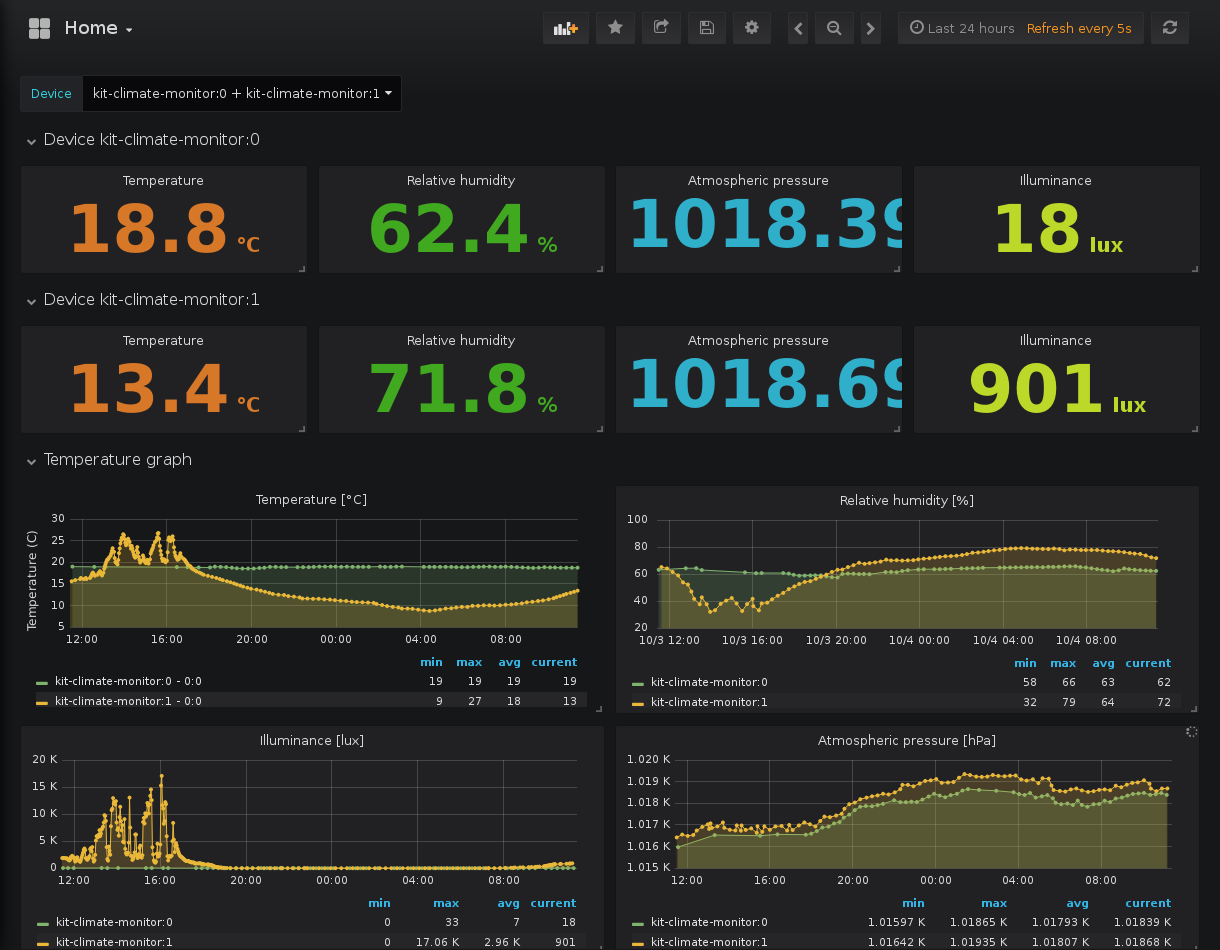 Home
Last 24 hours Refresh every 5s
Device kit-climate-monitor:0 + kit-climate-monitor:1
Device kit-climate-monitor:0
Temperature Relative humidity Atmospheric pressure Illuminance
18.8 °C 62.4 % 1018.39 18 lux
Device kit-climate-monitor:1
Temperature Relative humidity Atmospheric pressure Illuminance
13.4 °C 71.8 % 1018.69 901 lux
Temperature graph
Temperature [°C]
Temperature (C)
30
25
20
15
10
5
12:00 16:00 20:00 00:00 04:00 08:00
min max avg current
kit-climate-monitor:0 - 0:0 19 19 19 19
kit-climate-monitor:1 - 0:0 9 27 18 13
Relative humidity [%]
100
80
60
40
20
10/3 12:00 10/3 16:00 10/3 20:00 10/4 00:00 10/4 04:00 10/4 08:00
min max avg current
kit-climate-monitor:0 58 66 63 62
kit-climate-monitor:1 32 79 64 72
Illuminance [lux]
20 K
15 K
10 K
5 K
0
12:00 16:00 20:00 00:00 04:00 08:00
min max avg current
kit-climate-monitor:0 0 33 7 18
kit-climate-monitor:1 0 17.06 K 2.96 K 901
Atmospheric pressure [hPa]
1.020 K
1.019 K
1.018 K
1.017 K
1.016 K
1.015 K
12:00 16:00 20:00 00:00 04:00 08:00
min max avg current
kit-climate-monitor:0 1.01597 K 1.01865 K 1.01793 K 1.01839 K
kit-climate-monitor:1 1.01642 K 1.01935 K 1.01807 K 1.01868 K